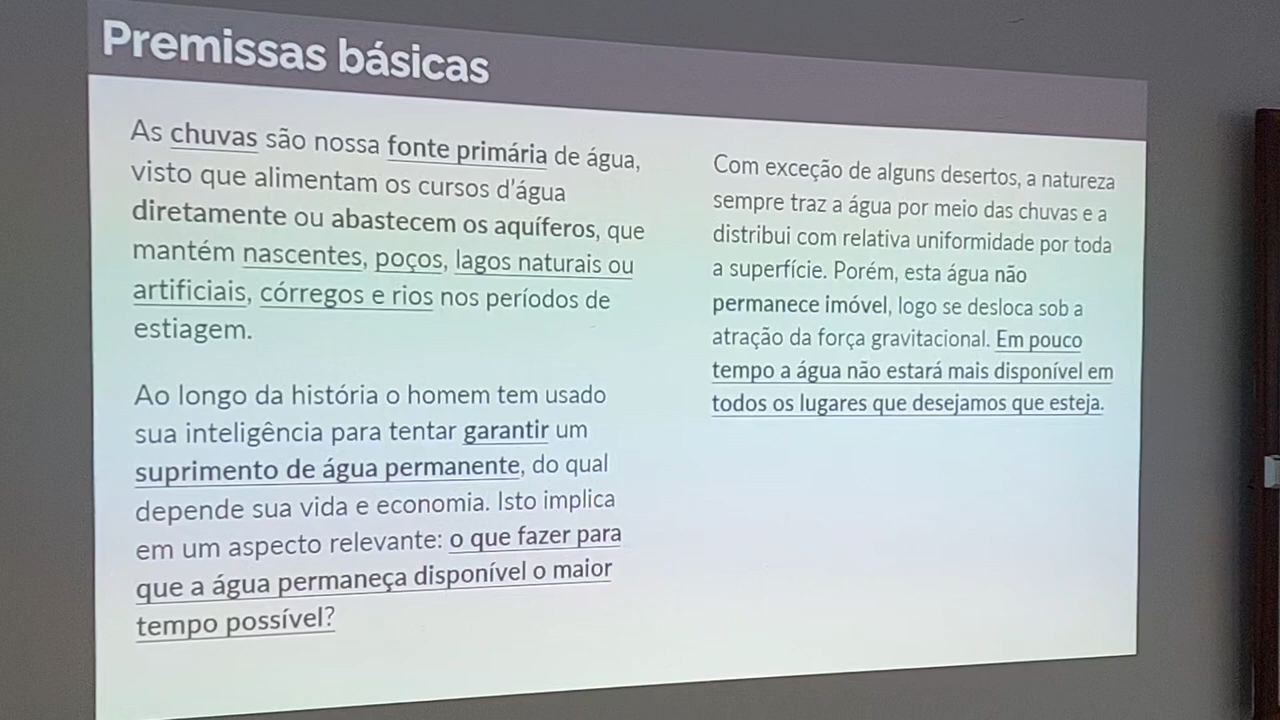 Premissas básicas
As chuvas são nossa fonte primária de água,
visto que alimentam os cursos d'água
diretamente ou abastecem os aquíferos, que
mantém nascentes, poços, lagos naturais ou
artificiais, córregos e rios nos períodos de
estiagem.
Ao longo da história o homem tem usado
sua inteligência para tentar garantir um
suprimento de água permanente, do qual
depende sua vida e economia. Isto implica
em um aspecto relevante: o que fazer para
que a água permaneça disponível o maior
tempo possível?
Com exceção de alguns desertos, a natureza
sempre traz a água por meio das chuvas e a
distribui com relativa uniformidade por toda
a superfície. Porém, esta água não
permanece imóvel, logo se desloca sob a
atração da força gravitacional. Em pouco
tempo a água não estará mais disponível em
todos os lugares que desejamos que esteja.